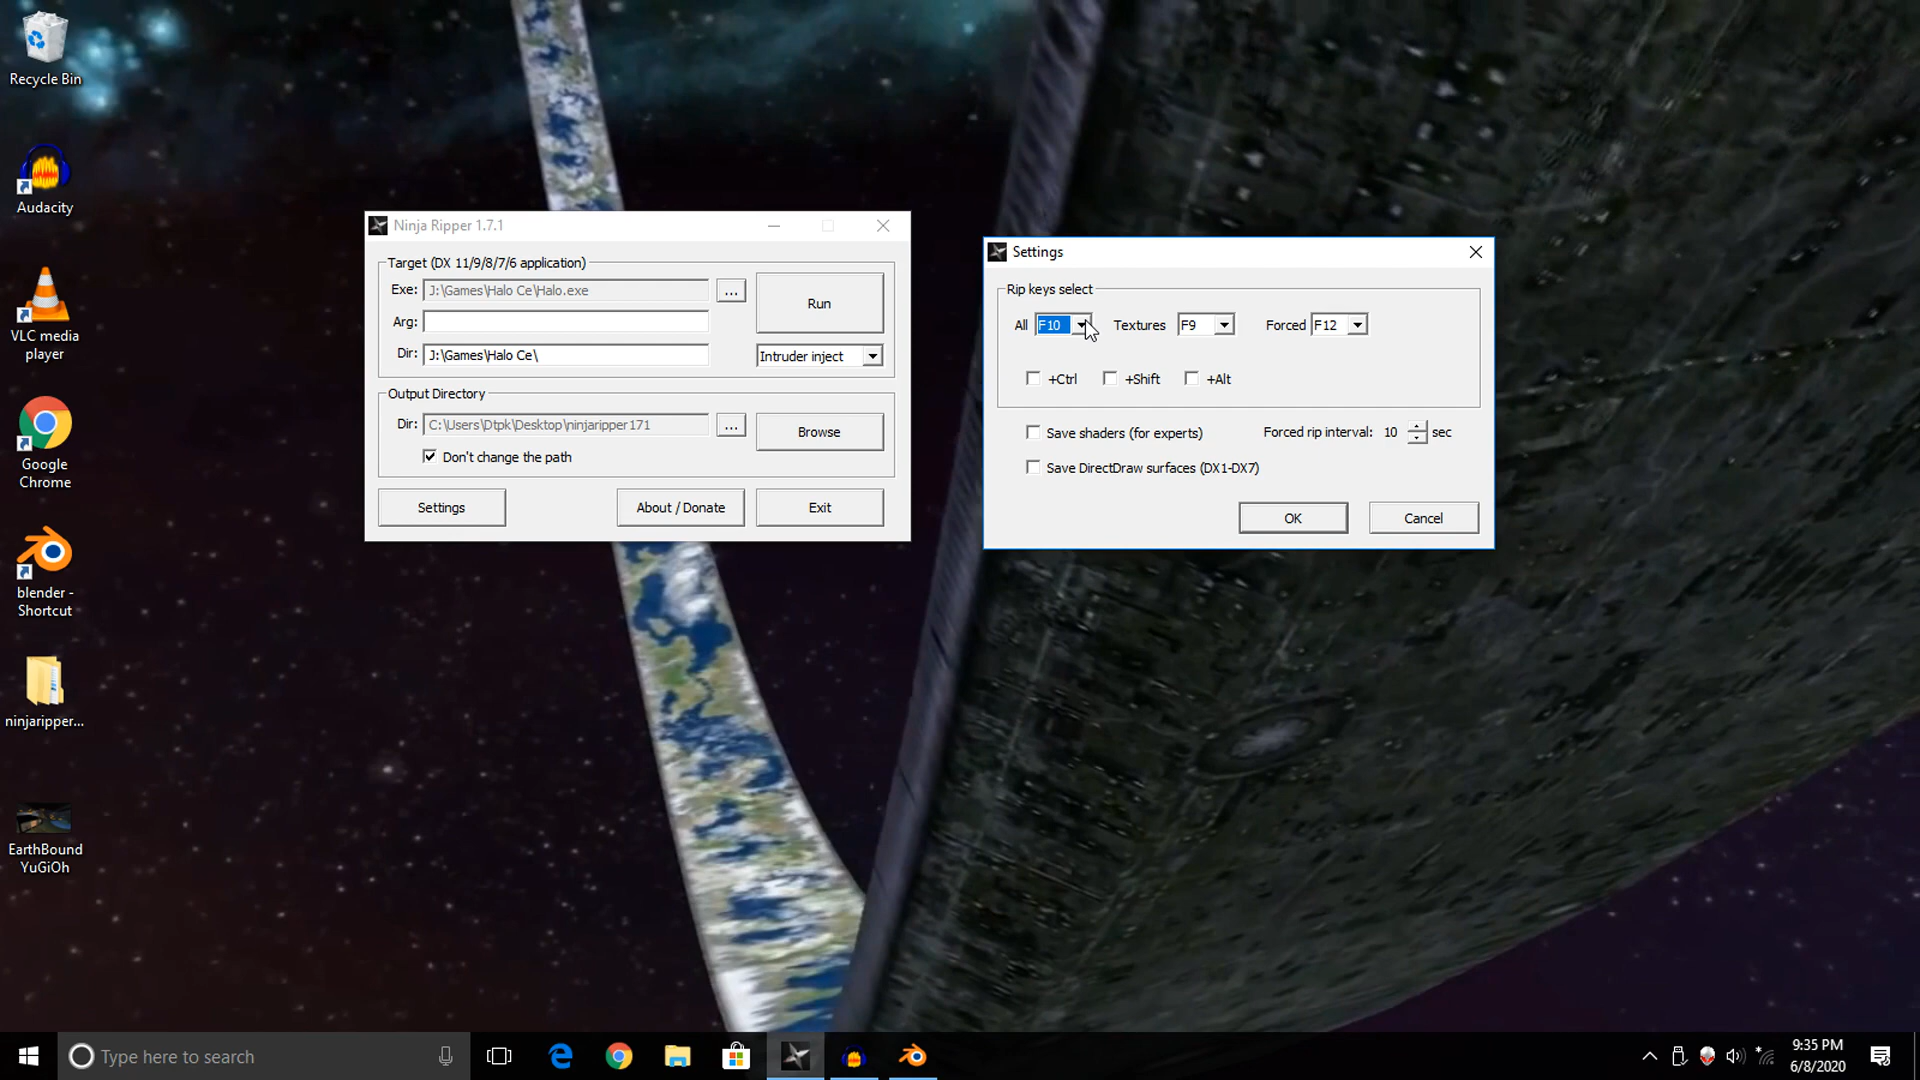 Recycle Bin
Audacity
VLC media
player
Google
Chrome
blender -
Shortcut
ninjaripper...
EarthBound
YuGiOh
Ninja Ripper 1.7.1
Target (DX 11/9/8/7/6 application)
Exe: J:\Games\Halo Ce\Halo.exe ... Run
Arg:
Dir: J:\Games\Halo Ce\ Intruder inject
Output Directory
Dir: C:\Users\Dtpk\Desktop\ninjaripper171 ... Browse
Don't change the path
Settings About / Donate Exit
Settings
Rip keys select
All F10 Textures F9 Forced F12
+Ctrl +Shift +Alt
Save shaders (for experts) Forced rip interval: 10 sec
Save DirectDraw surfaces (DX1-DX7)
OK Cancel
Type here to search
9:35 PM
6/8/2020